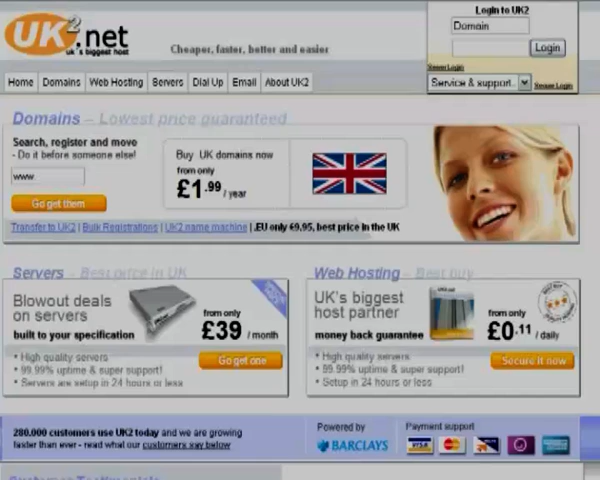 UK2.net
uk's biggest host
Cheaper, faster, better and easier
Login to UK2
Domain
Login
Secure Login
Service & support..
Secure Login
Home Domains Web Hosting Servers Dial Up Email About UK2
Domains – Lowest price guaranteed
Search, register and move
- Do it before someone else!
www.
Go get them
Buy UK domains now
from only
£1.99 / year
Transfer to UK2 | Bulk Registrations | UK2 name machine | .EU only €9.95, best price in the UK
Servers – Best price in UK
Blowout deals
on servers
built to your specification
from only
£39 / month
• High quality servers
• 99.99% uptime & super support!
• Servers are setup in 24 hours or less
Go get one
Web Hosting – Best buy
UK's biggest
host partner
money back guarantee
from only
£0.11 / daily
• High quality servers
• 99.99% uptime & super support!
• Setup in 24 hours or less
Secure it now
280.000 customers use UK2 today and we are growing
faster than ever - read what our customers say below
Powered by
BARCLAYS
Payment support
VISA
Customer Testimonials